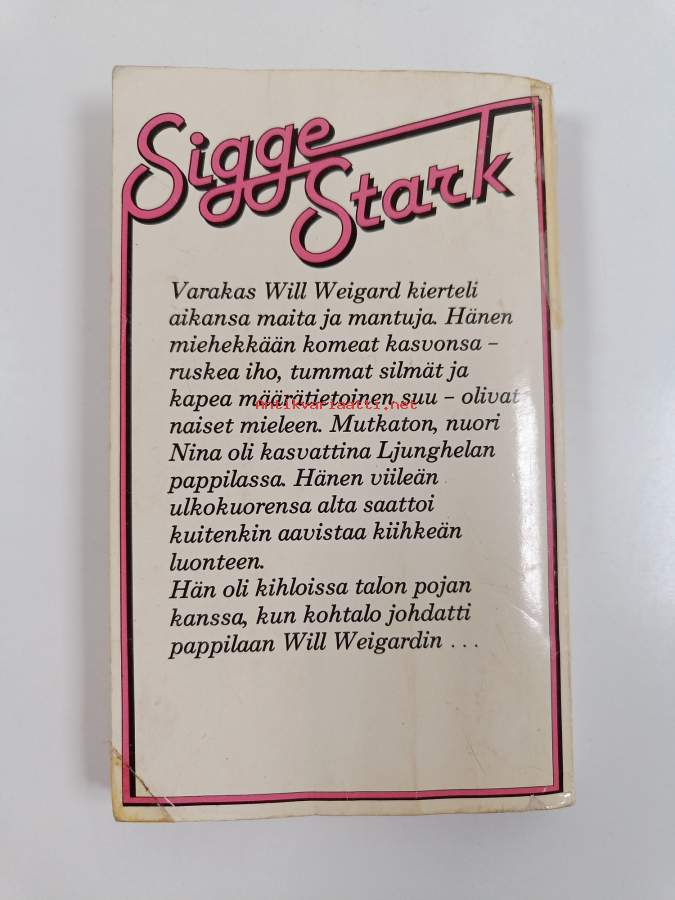 Sigge
Stark
Varakas Will Weigard kierteli
aikansa maita ja mantuja. Hänen
miehekkään komeat kasvonsa –
ruskea iho, tummat silmät ja
kapea määrätietoinen suu – olivat
Antikvariaatti.net
naiset mieleen. Mutkaton, nuori
Nina oli kasvattina Ljunghelan
pappilassa. Hänen viileän
ulkokuorensa alta saattoi
kuitenkin aavistaa kiihkeän
luonteen.
Hän oli kihloissa talon pojan
kanssa, kun kohtalo johdatti
pappilaan Will Weigardin . . .